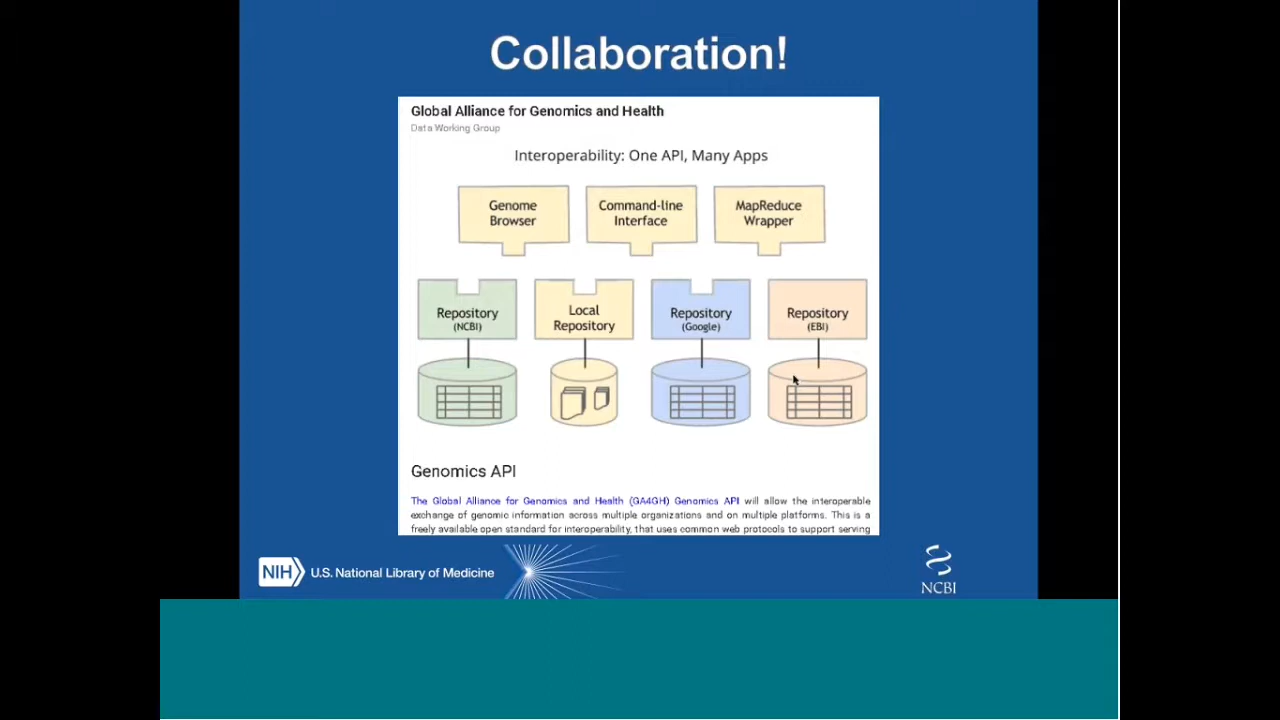 Collaboration!
Global Alliance for Genomics and Health
Data Working Group
Interoperability: One API, Many Apps
Genome
Browser
Command-line
Interface
MapReduce
Wrapper
Repository
(NCBI)
Local
Repository
Repository
(Google)
Repository
(EBI)
Genomics API
The Global Alliance for Genomics and Health (GA4GH) Genomics API will allow the interoperable
exchange of genomic information across multiple organizations and on multiple platforms. This is a
freely available open standard for interoperability, that uses common web protocols to support serving
NIH U.S. National Library of Medicine
NCBI